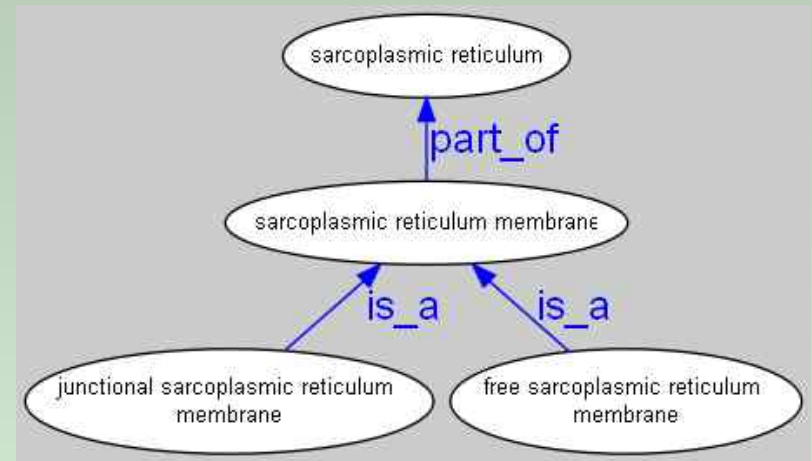 sarcoplasmic reticulum
part_of
sarcoplasmic reticulum membrane
is_a
is_a
junctional sarcoplasmic reticulum
membrane
free sarcoplasmic reticulum
membrane